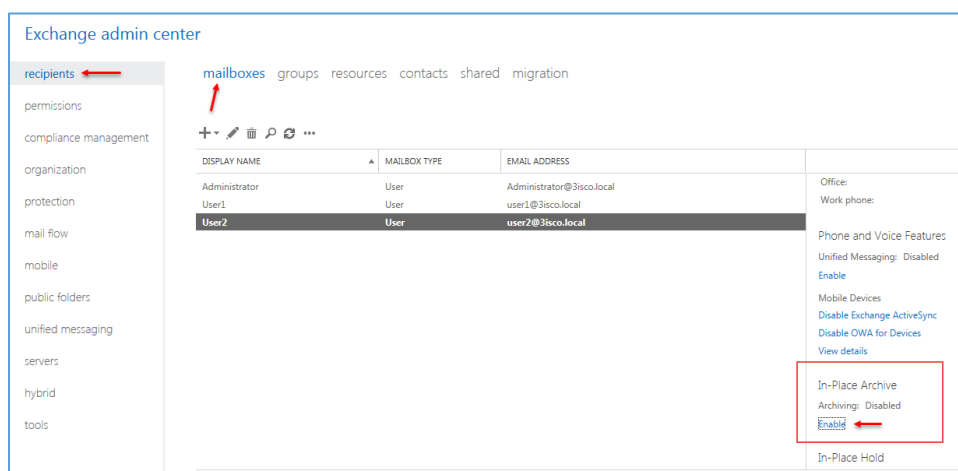 Exchange admin center
recipients
permissions
compliance management
organization
protection
mail flow
mobile
public folders
unified messaging
servers
hybrid
tools
mailboxes groups resources contacts shared migration
DISPLAY NAME MAILBOX TYPE EMAIL ADDRESS
Administrator User Administrator@3isco.local
User1 User user1@3isco.local
User2 User user2@3isco.local
Office:
Work phone:
Phone and Voice Features
Unified Messaging: Disabled
Enable
Mobile Devices
Disable Exchange ActiveSync
Disable OWA for Devices
View details
In-Place Archive
Archiving: Disabled
Enable
In-Place Hold